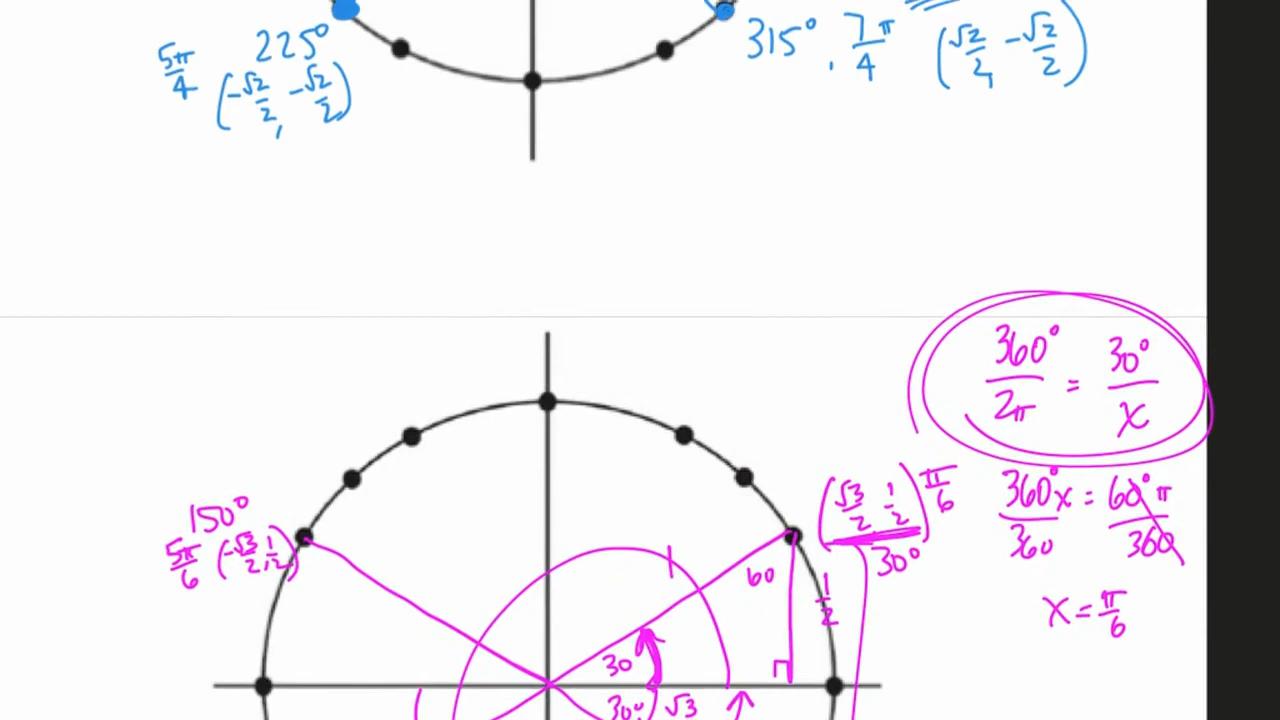 5π/4 225°
(-√2/2, -√2/2)
315°, 7π/4 (√2/2, -√2/2)
360°/2π = 30°/x
360°x/360 = 60°π/360
x = π/6
(√3/2 1/2) π/6
30°
150°
5π/6 (-√3/2, 1/2)
60
1
1/2
30
30° √3